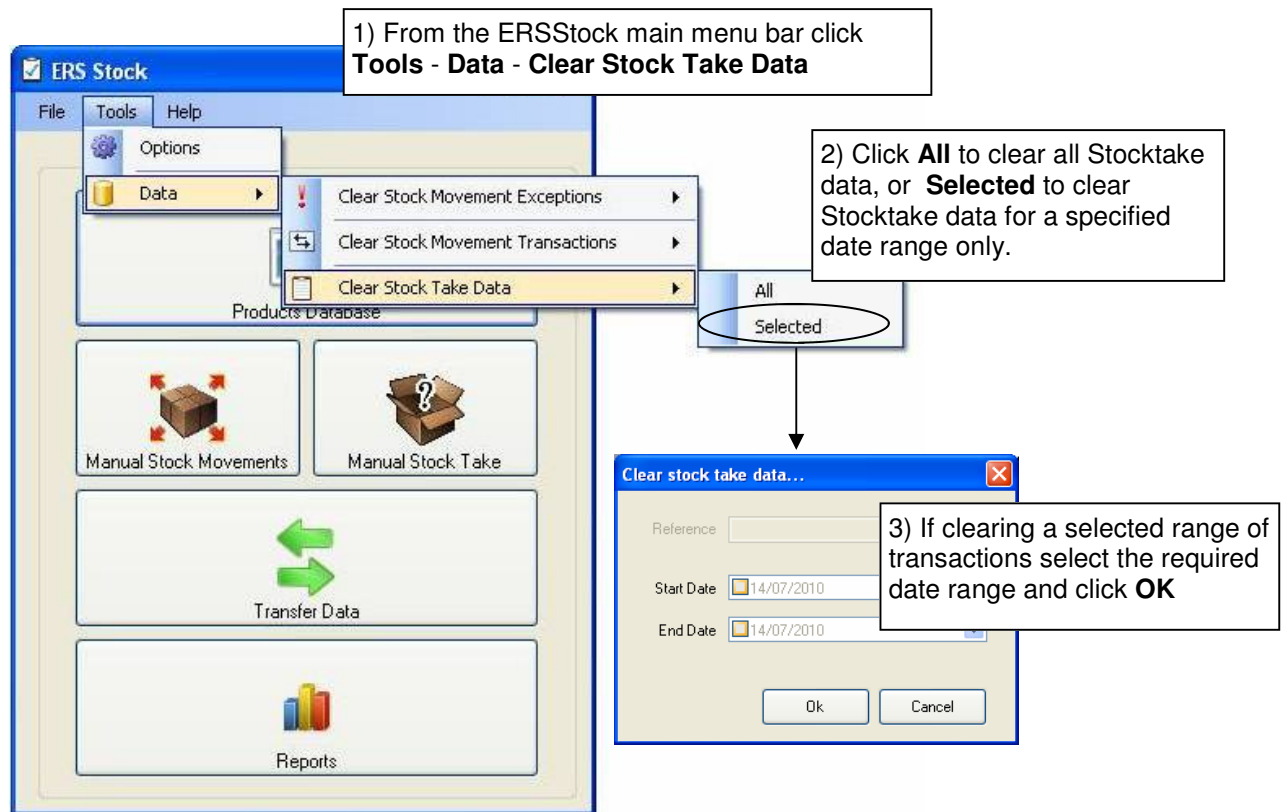 1) From the ERSStock main menu bar click
Tools - Data - Clear Stock Take Data
ERS Stock
File Tools Help
Options
Data
Clear Stock Movement Exceptions
Clear Stock Movement Transactions
Clear Stock Take Data
All
Selected
2) Click All to clear all Stocktake
data, or Selected to clear
Stocktake data for a specified
date range only.
Products Database
Manual Stock Movements
Manual Stock Take
Transfer Data
Reports
Clear stock take data...
Reference
Start Date 14/07/2010
End Date 14/07/2010
Ok Cancel
3) If clearing a selected range of
transactions select the required
date range and click OK